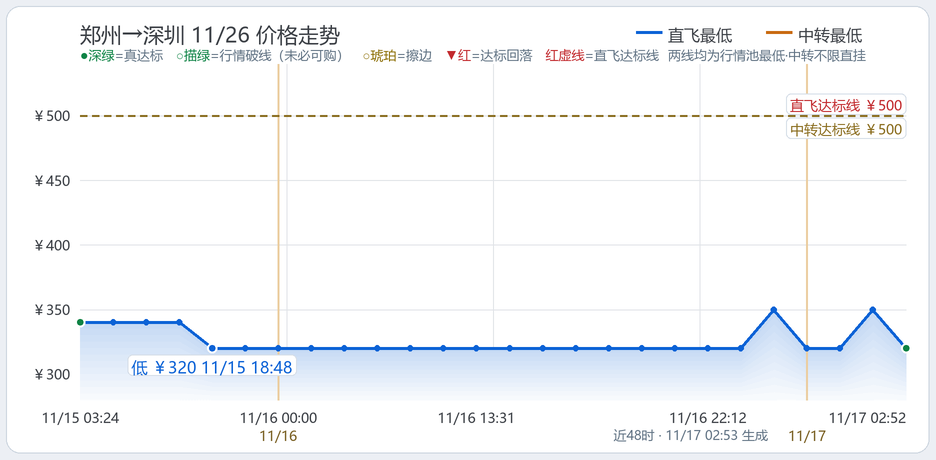 郑州→深圳 11/26 价格走势
直飞最低 中转最低
●深绿=真达标 ○描绿=行情破线（未必可购） ○琥珀=擦边 ▼红=达标回落 红虚线=直飞达标线 两线均为行情池最低·中转不限直挂
直飞达标线 ¥500
中转达标线 ¥500
¥500
¥450
¥400
¥350
¥300
低 ¥320 11/15 18:48
11/15 03:24 11/16 00:00 11/16 13:31 11/16 22:12 11/17 02:52
11/16 近48时 · 11/17 02:53 生成 11/17